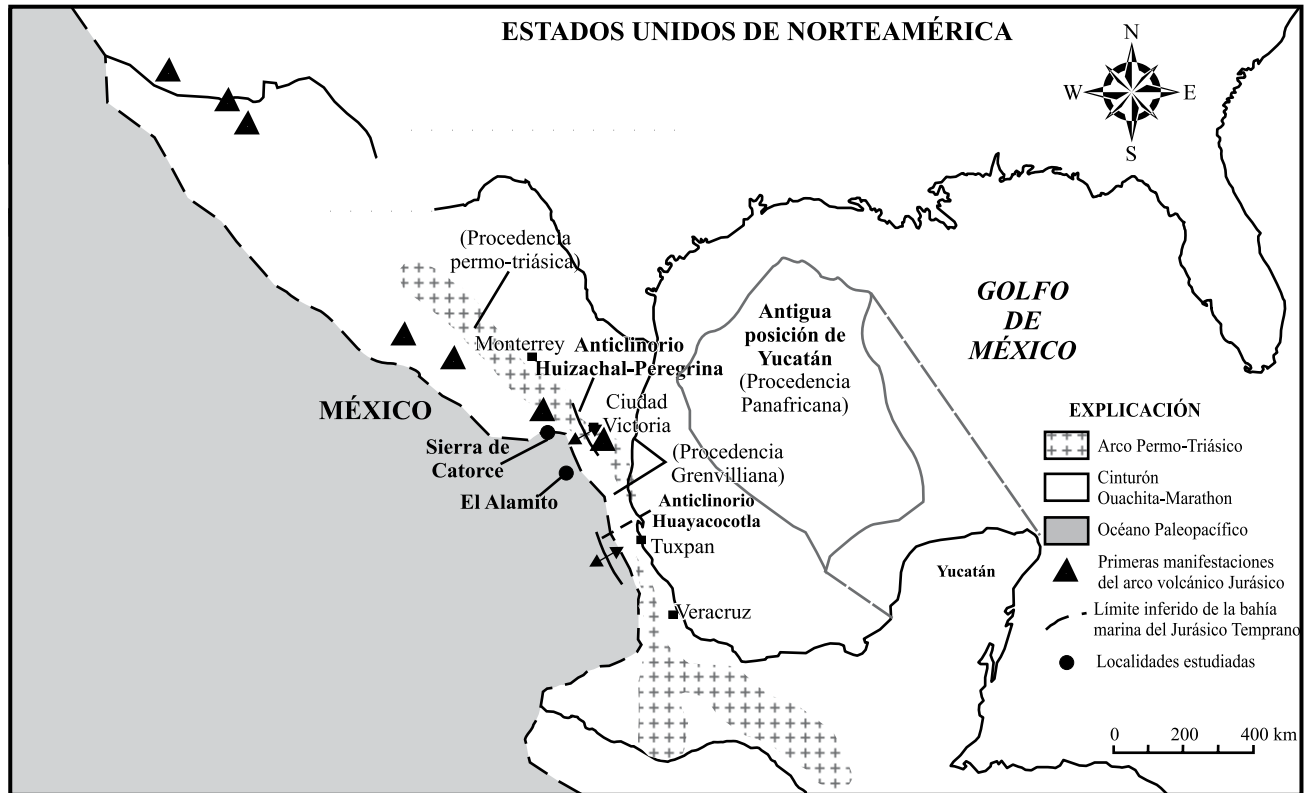 ESTADOS UNIDOS DE NORTEAMÉRICA
N
W
E
S
(Procedencia
permo-triásica)
Monterrey
Anticlinorio
Huizachal-Peregrina
MÉXICO
Ciudad
Victoria
Sierra de
Catorce
El Alamito
(Procedencia
Grenvilliana)
Anticlinorio
Huayacocotla
Tuxpan
Veracruz
Antigua
posición de
Yucatán
(Procedencia
Panafricana)
GOLFO
DE
MÉXICO
Yucatán
EXPLICACIÓN
Arco Permo-Triásico
Cinturón
Ouachita-Marathon
Océano Paleopacífico
Primeras manifestaciones
del arco volcánico Jurásico
Límite inferido de la bahía
marina del Jurásico Temprano
Localidades estudiadas
0 200 400 km